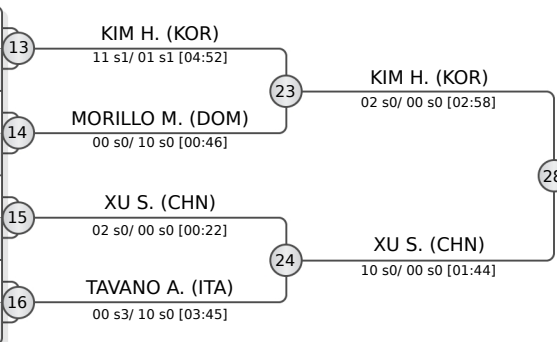 13
KIM H. (KOR)
11 s1/ 01 s1 [04:52]
23
KIM H. (KOR)
02 s0/ 00 s0 [02:58]
14
MORILLO M. (DOM)
00 s0/ 10 s0 [00:46]
28
15
XU S. (CHN)
02 s0/ 00 s0 [00:22]
24
XU S. (CHN)
10 s0/ 00 s0 [01:44]
16
TAVANO A. (ITA)
00 s3/ 10 s0 [03:45]